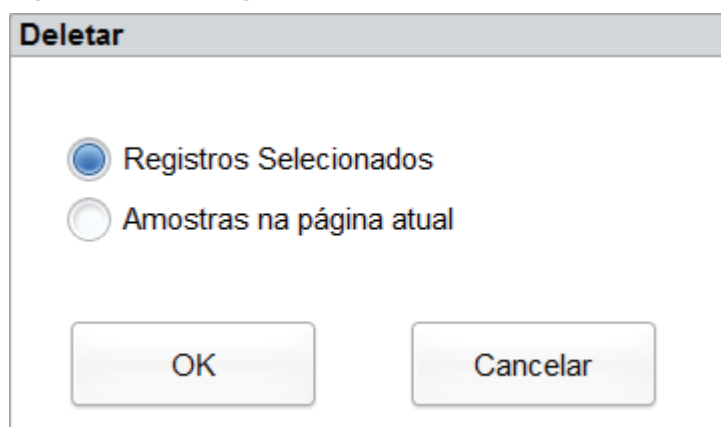 Deletar
Registros Selecionados
Amostras na página atual
OK
Cancelar